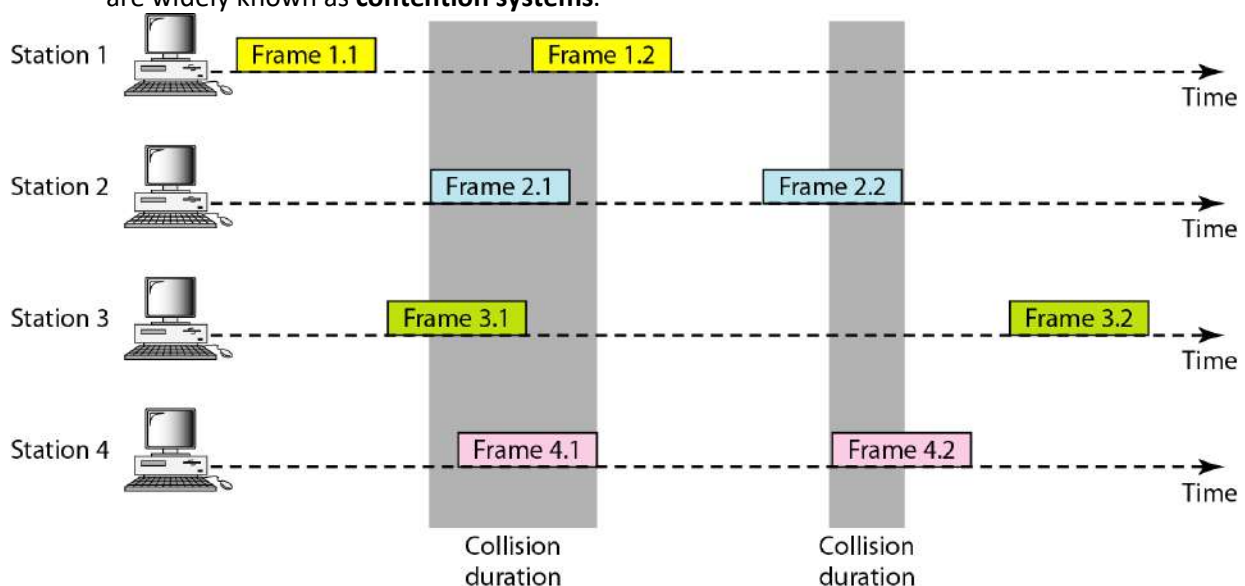 are widely known as contention systems.
Station 1
Frame 1.1
Frame 1.2
Time
Station 2
Frame 2.1
Frame 2.2
Time
Station 3
Frame 3.1
Frame 3.2
Time
Station 4
Frame 4.1
Frame 4.2
Time
Collision
duration
Collision
duration